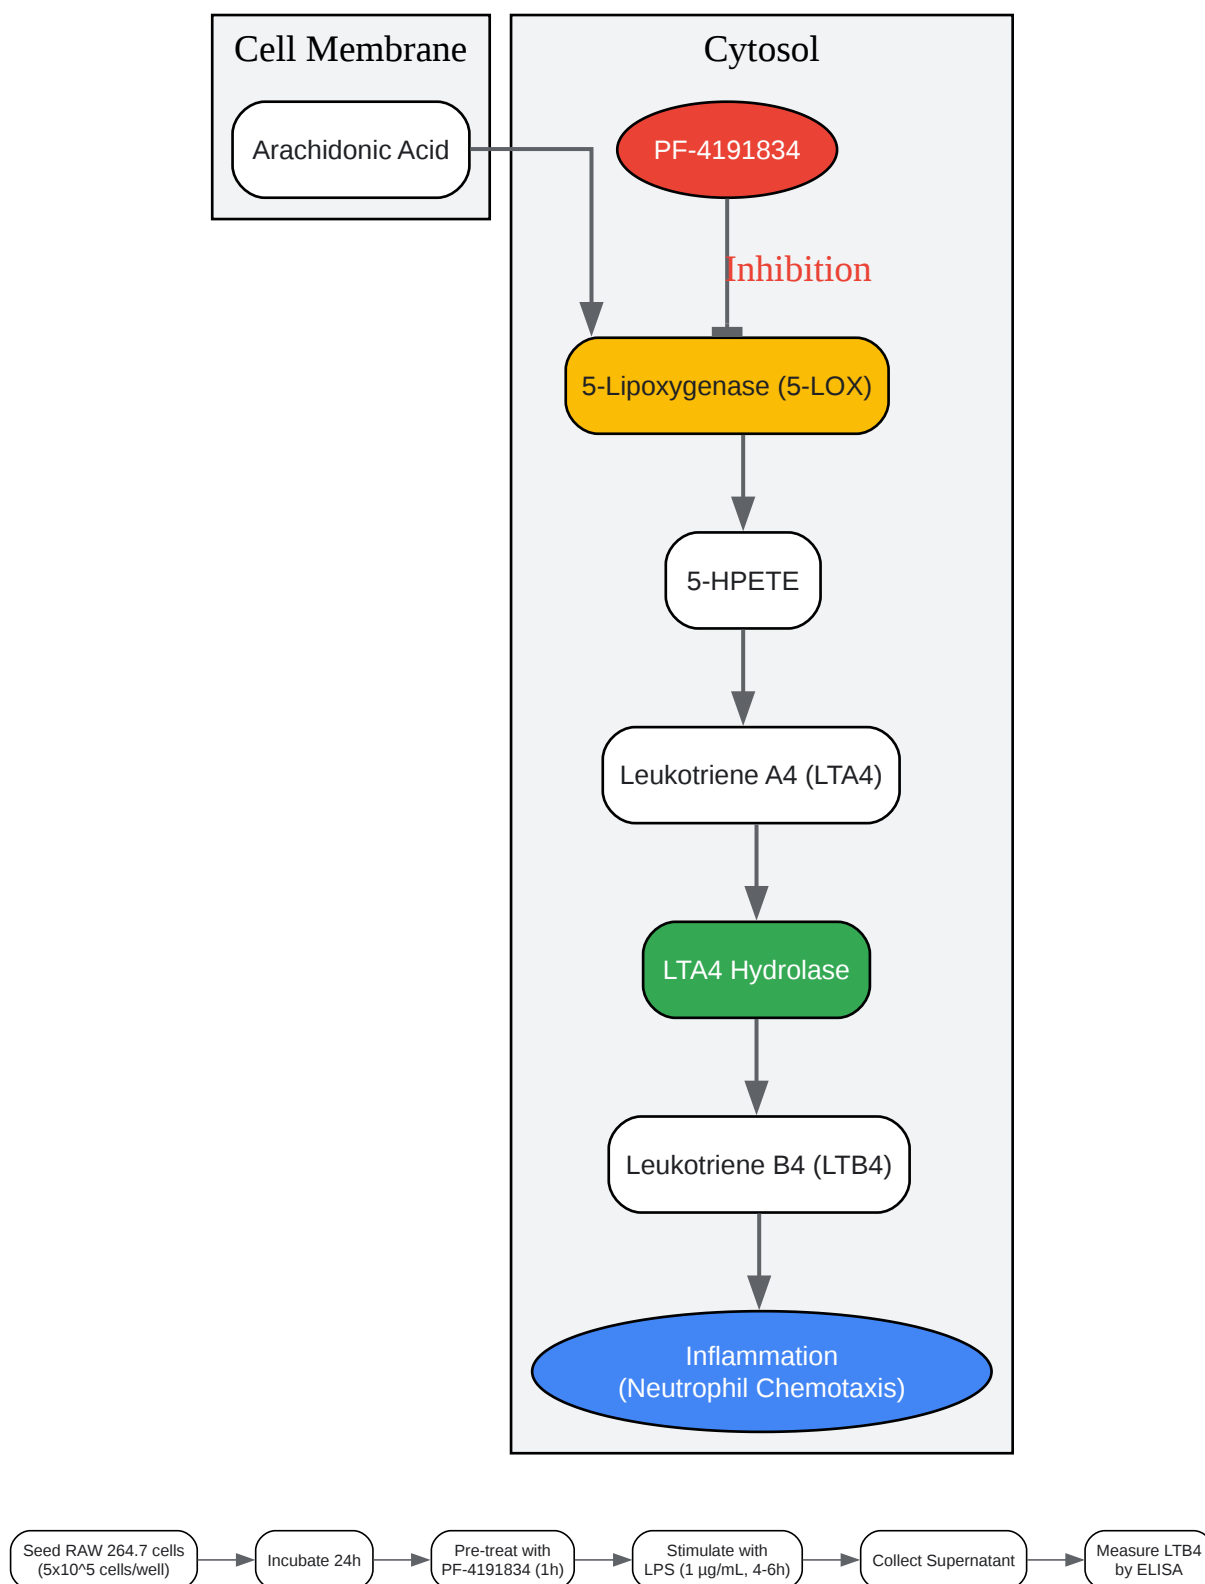 Cell Membrane
Cytosol
Arachidonic Acid
PF-4191834
Inhibition
5-Lipoxygenase (5-LOX)
5-HPETE
Leukotriene A4 (LTA4)
LTA4 Hydrolase
Leukotriene B4 (LTB4)
Inflammation
(Neutrophil Chemotaxis)
Seed RAW 264.7 cells
(5x10^5 cells/well)
Incubate 24h
Pre-treat with
PF-4191834 (1h)
Stimulate with
LPS (1 µg/mL, 4-6h)
Collect Supernatant
Measure LTB4
by ELISA